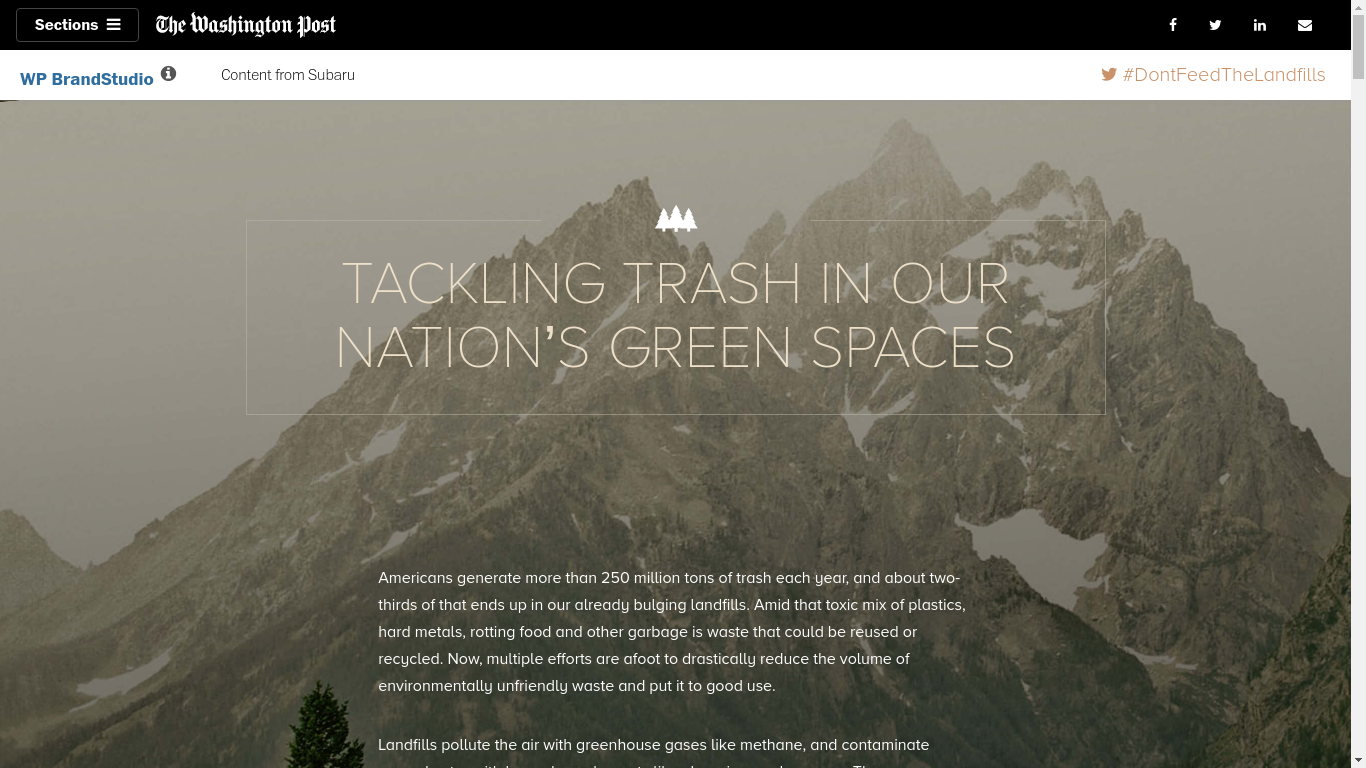 Sections
The Washington Post
WP BrandStudio
Content from Subaru
#DontFeedTheLandfills
TACKLING TRASH IN OUR
NATION’S GREEN SPACES
Americans generate more than 250 million tons of trash each year, and about two-
thirds of that ends up in our already bulging landfills. Amid that toxic mix of plastics,
hard metals, rotting food and other garbage is waste that could be reused or
recycled. Now, multiple efforts are afoot to drastically reduce the volume of
environmentally unfriendly waste and put it to good use.
Landfills pollute the air with greenhouse gases like methane, and contaminate